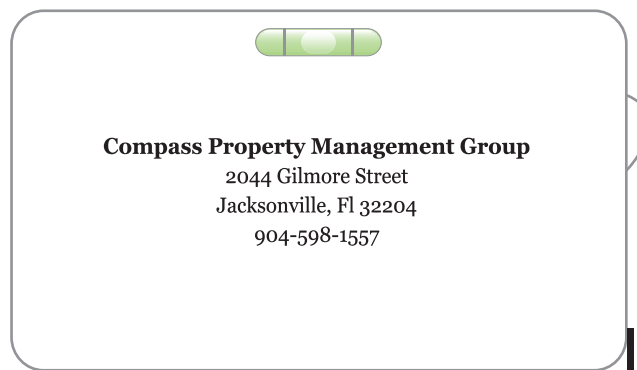 Compass Property Management Group
2044 Gilmore Street
Jacksonville, Fl 32204
904-598-1557